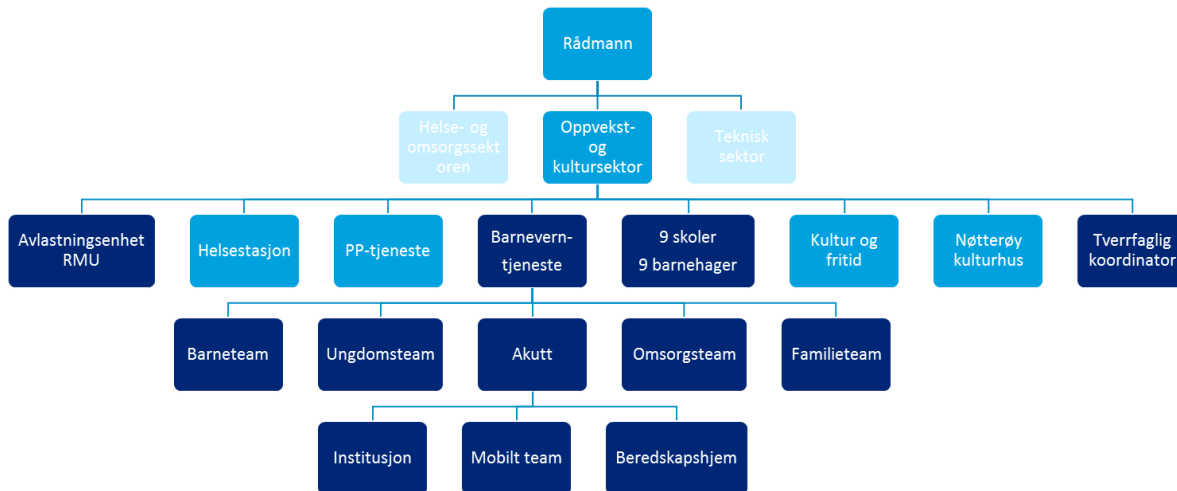 Rådmann
Helse- og
omsorgssekt
oren
Oppvekst-
og
kultursektor
Teknisk
sektor
Avlastningsenhet
RMU
Helsestasjon
PP-tjeneste
Barnevern-
tjeneste
9 skoler
9 barnehager
Kultur og
fritid
Nøtterøy
kulturhus
Tverrfaglig
koordinator
Barneteam
Ungdomsteam
Akutt
Omsorgsteam
Familieteam
Institusjon
Mobilt team
Beredskapshjem